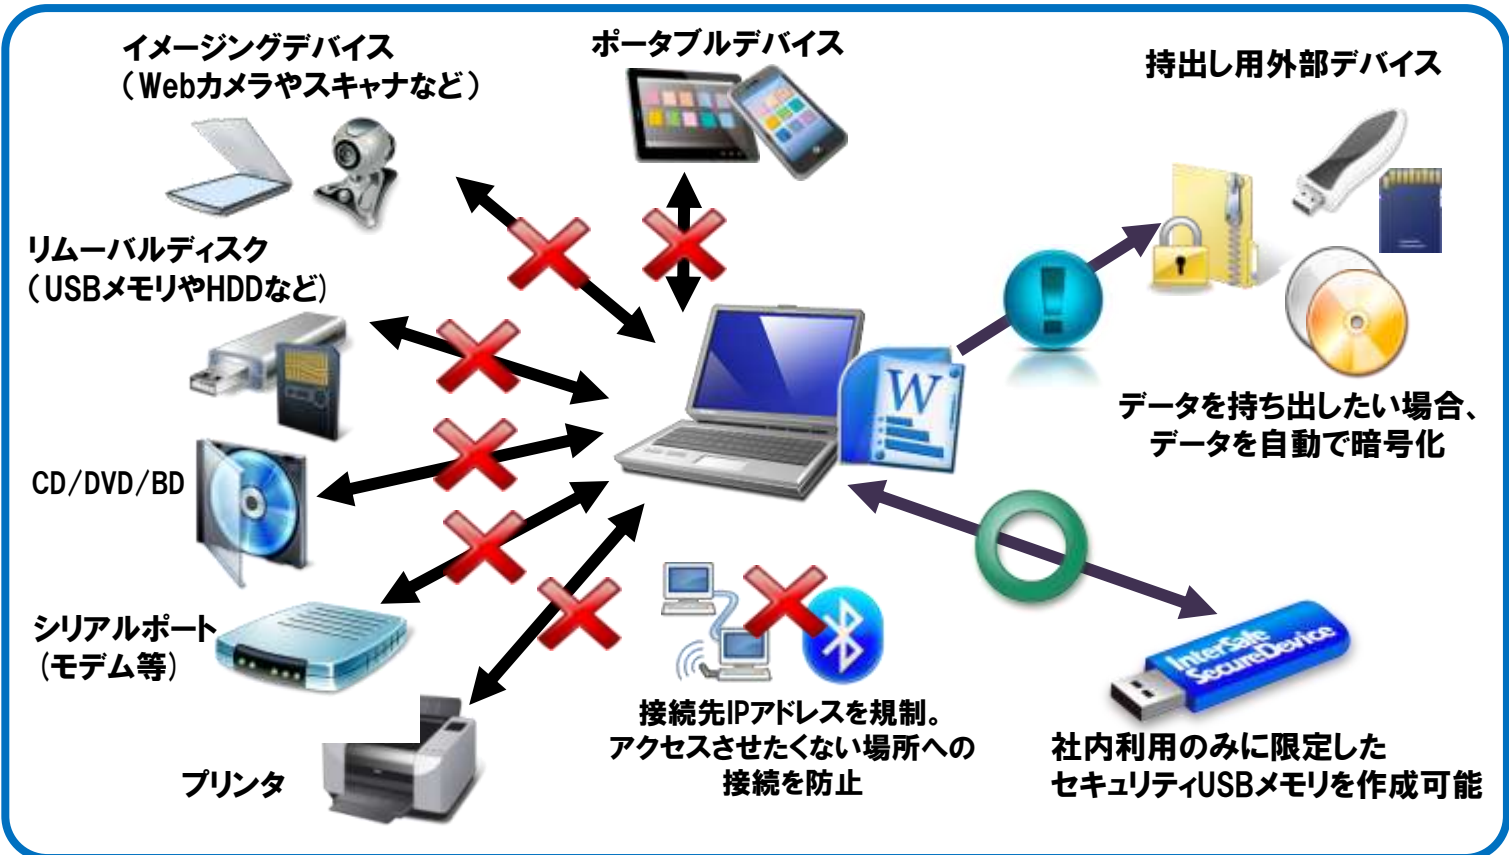 イメージングデバイス
（Webカメラやスキャナなど）
ポータブルデバイス
持出し用外部デバイス
リムーバルディスク
（USBメモリやHDDなど）
W
データを持ち出したい場合、
データを自動で暗号化
CD/DVD/BD
シリアルポート
(モデム等)
プリンタ
接続先IPアドレスを規制。
アクセスさせたくない場所への
接続を防止
InterSafe
SecureDevice
社内利用のみに限定した
セキュリティUSBメモリを作成可能